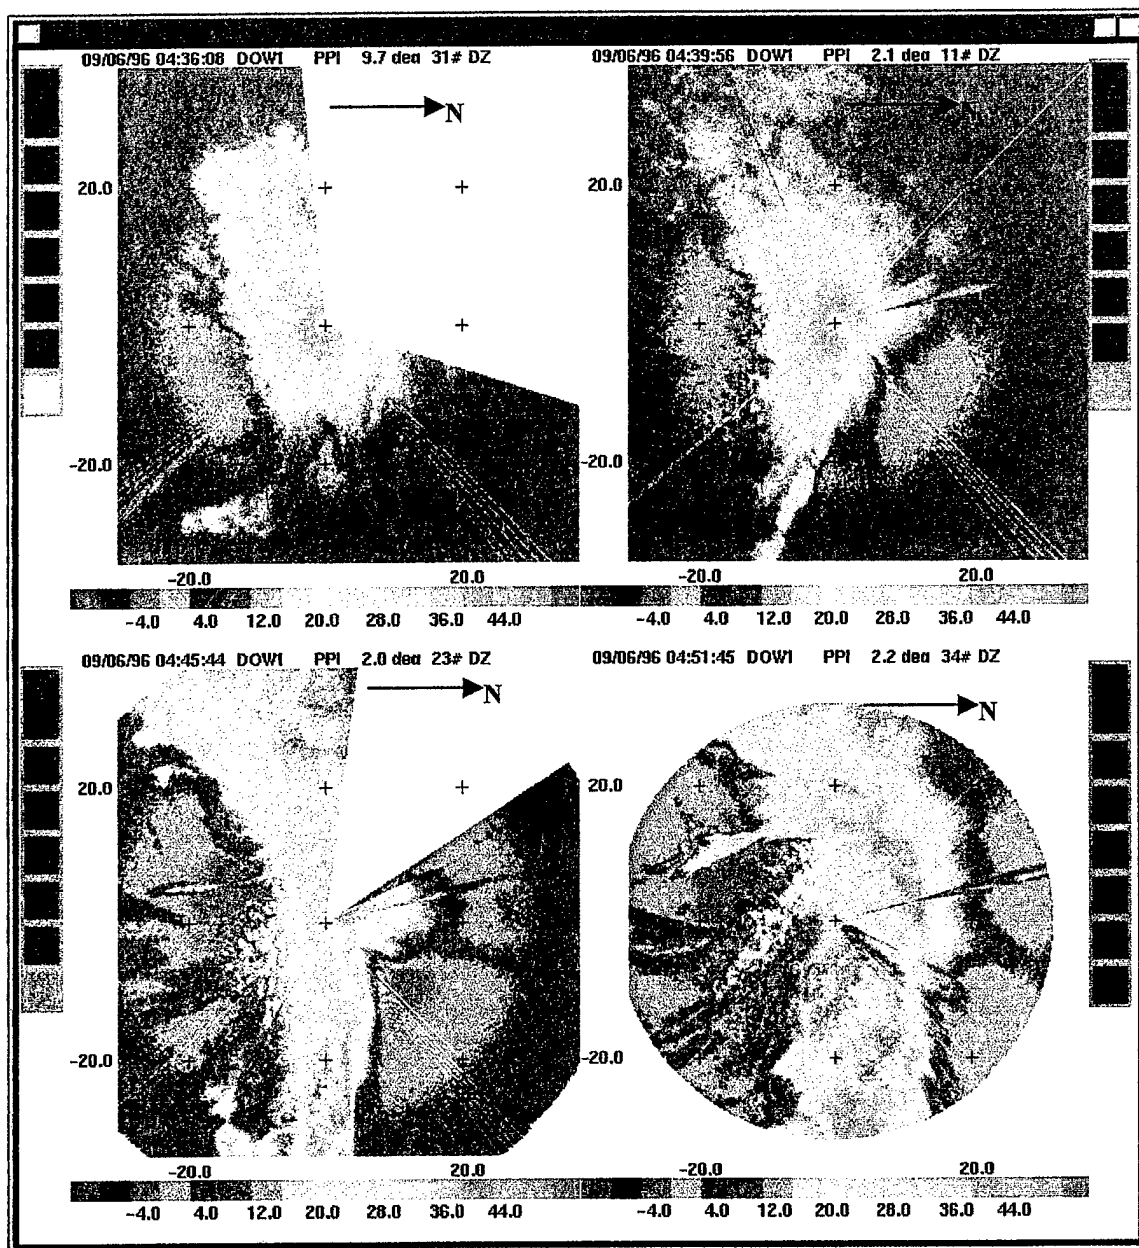 09/06/96 04:36:08 DOW1 PPI 9.7 deg 31# DZ
N
20.0
-20.0
-20.0 20.0
-4.0 4.0 12.0 20.0 28.0 36.0 44.0
09/06/96 04:39:56 DOW1 PPI 2.1 deg 11# DZ
N
20.0
-20.0
-20.0 20.0
-4.0 4.0 12.0 20.0 28.0 36.0 44.0
09/06/96 04:45:44 DOW1 PPI 2.0 deg 23# DZ
N
20.0
-20.0
-20.0 20.0
-4.0 4.0 12.0 20.0 28.0 36.0 44.0
09/06/96 04:51:45 DOW1 PPI 2.2 deg 34# DZ
N
20.0
-20.0
-20.0 20.0
-4.0 4.0 12.0 20.0 28.0 36.0 44.0